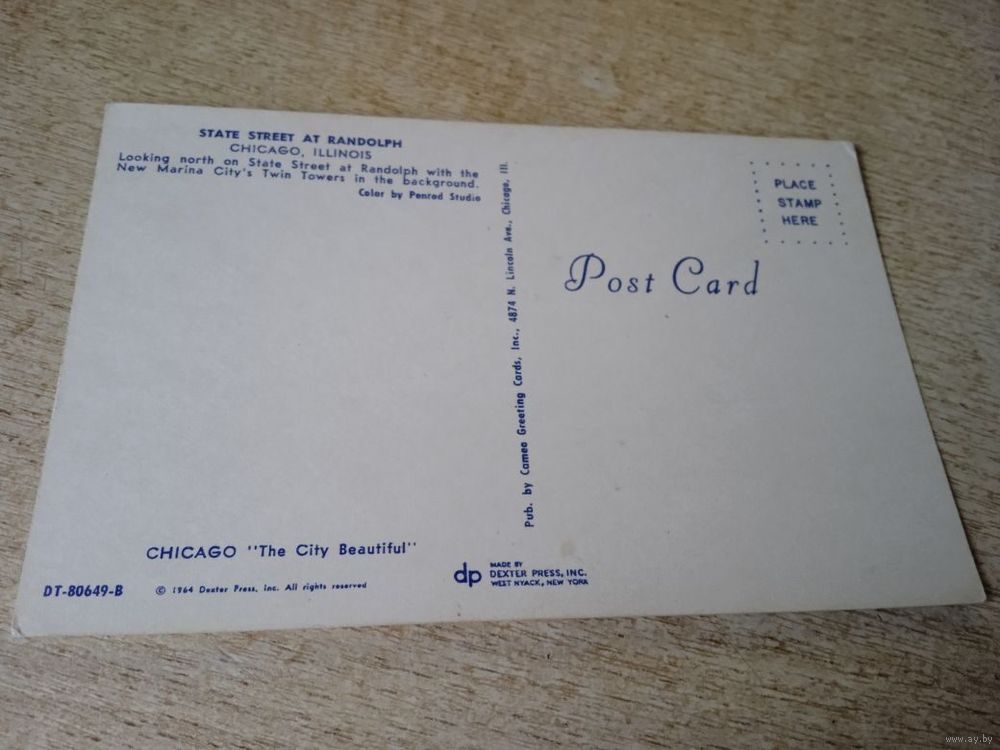 STATE STREET AT RANDOLPH
CHICAGO, ILLINOIS
Looking north on State Street at Randolph with the
New Marina City's Twin Towers in the background.
Color by Penrod Studio
Pub. by Cameo Greeting Cards, Inc., 4874 N. Lincoln Ave., Chicago, Ill.
PLACE
STAMP
HERE
Post Card
CHICAGO "The City Beautiful"
DT-80649-B
© 1964 Dexter Press, Inc. All rights reserved
dp
MADE BY
DEXTER PRESS, INC.
WEST NYACK, NEW YORK
www.ay.by